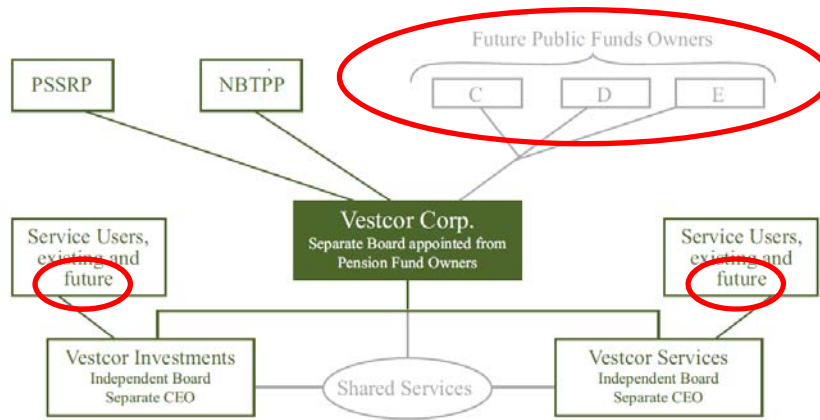 Future Public Funds Owners
PSSRP
NBTPP
C
D
E
Vestcor Corp.
Separate Board appointed from
Pension Fund Owners
Service Users,
existing and
future
Service Users,
existing and
future
Vestcor Investments
Independent Board
Separate CEO
Shared Services
Vestcor Services
Independent Board
Separate CEO